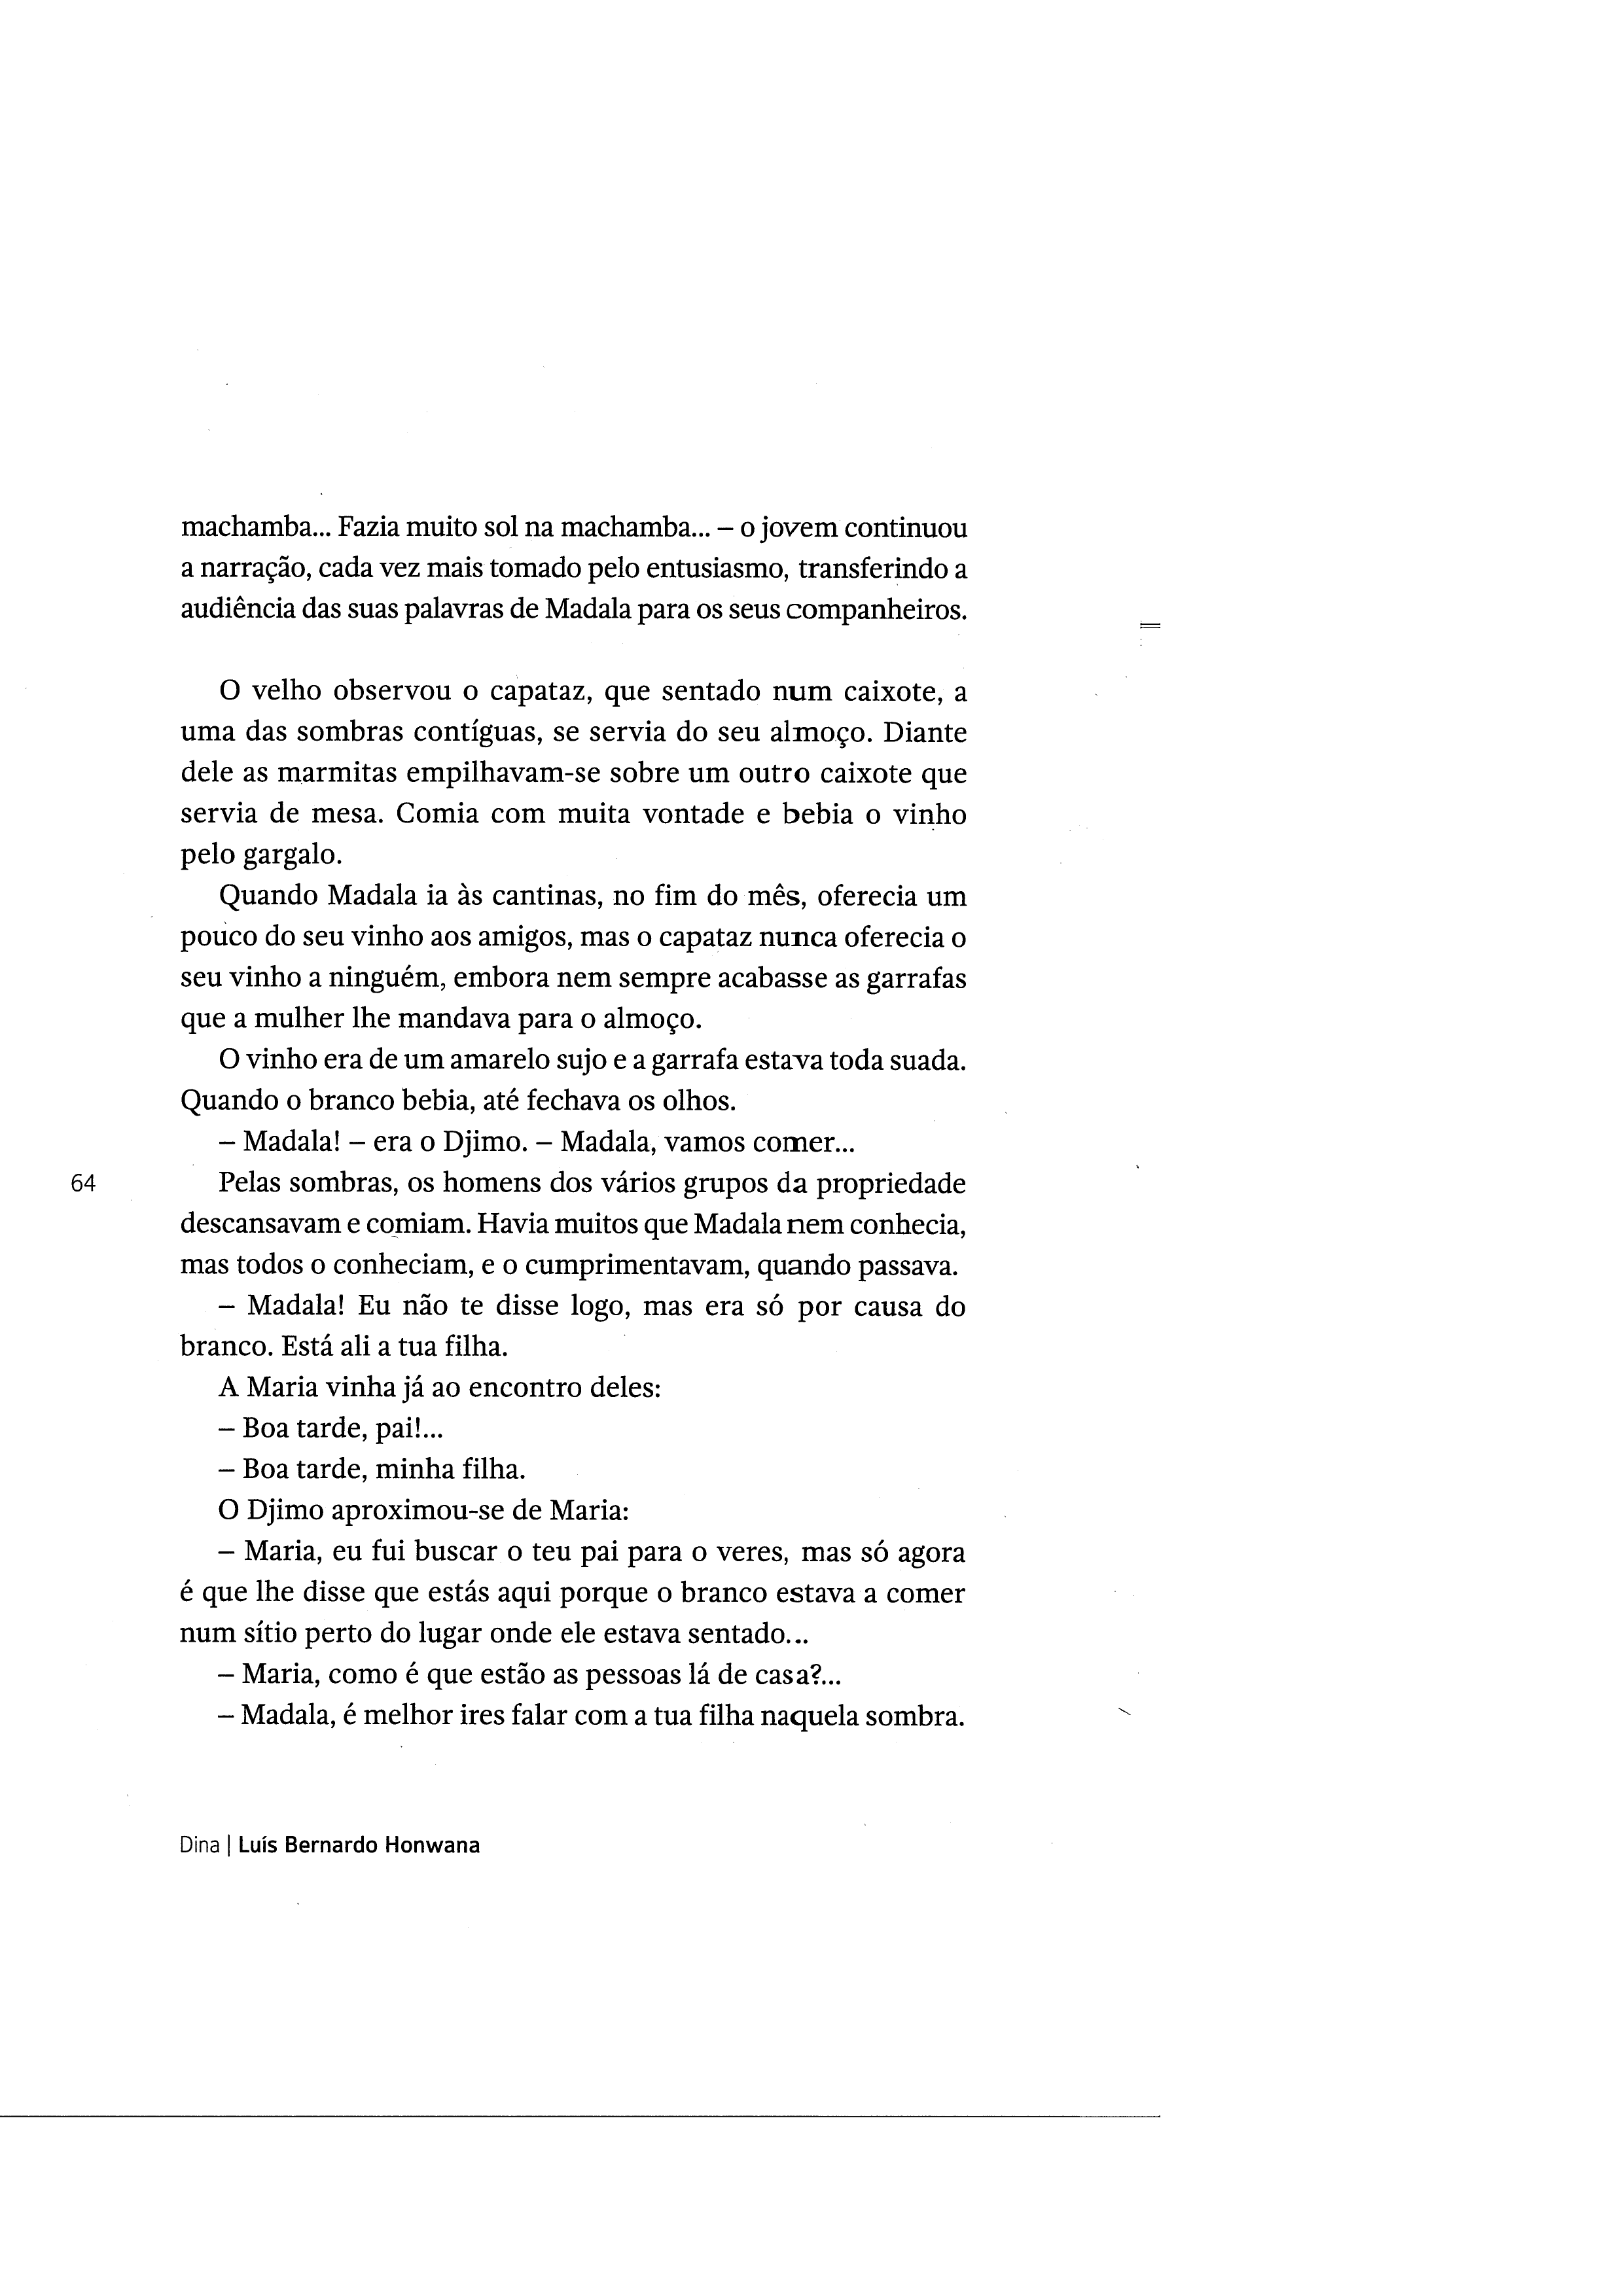 machamba... Fazia muito sol na machamba... – o jovem continuou
a narração, cada vez mais tomado pelo entusiasmo, transferindo a
audiência das suas palavras de Madala para os seus companheiros.
O velho observou o capataz, que sentado num caixote, a
uma das sombras contíguas, se servia do seu almoço. Diante
dele as marmitas empilhavam-se sobre um outro caixote que
servia de mesa. Comia com muita vontade e bebia o vinho
pelo gargalo.
Quando Madala ia às cantinas, no fim do mês, oferecia um
pouco do seu vinho aos amigos, mas o capataz nunca oferecia o
seu vinho a ninguém, embora nem sempre acabasse as garrafas
que a mulher lhe mandava para o almoço.
O vinho era de um amarelo sujo e a garrafa estava toda suada.
Quando o branco bebia, até fechava os olhos.
– Madala! – era o Djimo. – Madala, vamos comer...
64
Pelas sombras, os homens dos vários grupos da propriedade
descansavam e comiam. Havia muitos que Madala nem conhecia,
mas todos o conheciam, e o cumprimentavam, quando passava.
– Madala! Eu não te disse logo, mas era só por causa do
branco. Está ali a tua filha.
A Maria vinha já ao encontro deles:
– Boa tarde, pai!...
– Boa tarde, minha filha.
O Djimo aproximou-se de Maria:
– Maria, eu fui buscar o teu pai para o veres, mas só agora
é que lhe disse que estás aqui porque o branco estava a comer
num sítio perto do lugar onde ele estava sentado...
– Maria, como é que estão as pessoas lá de casa?...
– Madala, é melhor ires falar com a tua filha naquela sombra.
Dina | Luís Bernardo Honwana